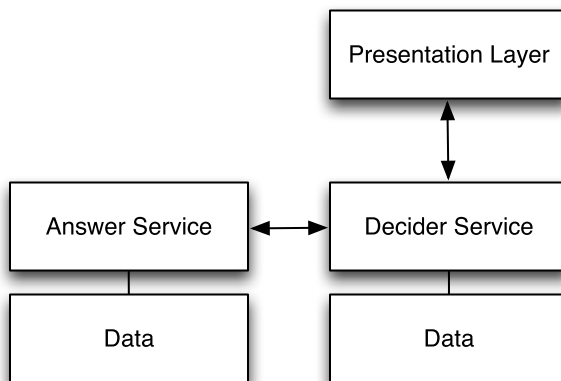 Presentation Layer
Answer Service
Decider Service
Data
Data